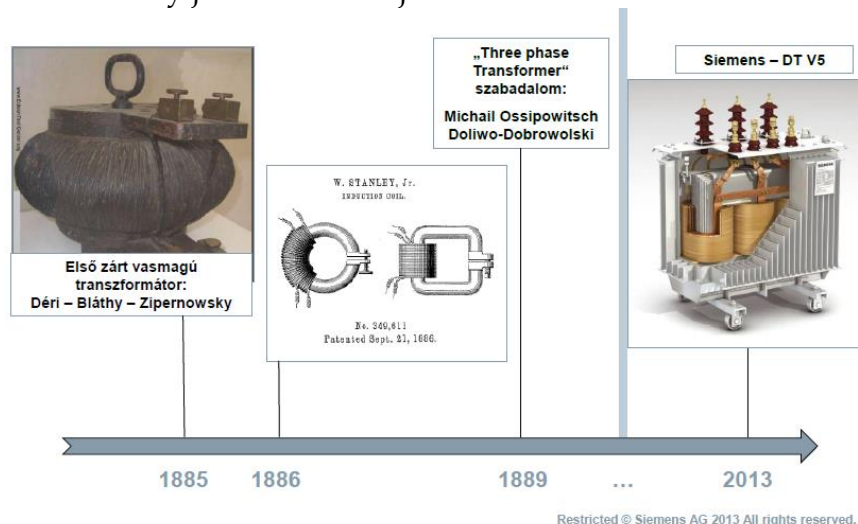 „Three phase
Transformer“
szabadalom:
Michail Ossipowitsch
Doliwo-Dobrowolski
Siemens – DT V5
W. STANLEY, Jr.
INDUCTION COIL.
No. 349,611
Patented Sept. 21, 1886.
Első zárt vasmagú
transzformátor:
Déri – Bláthy – Zipernowsky
1885
1886
1889
...
2013
Restricted © Siemens AG 2013 All rights reserved.